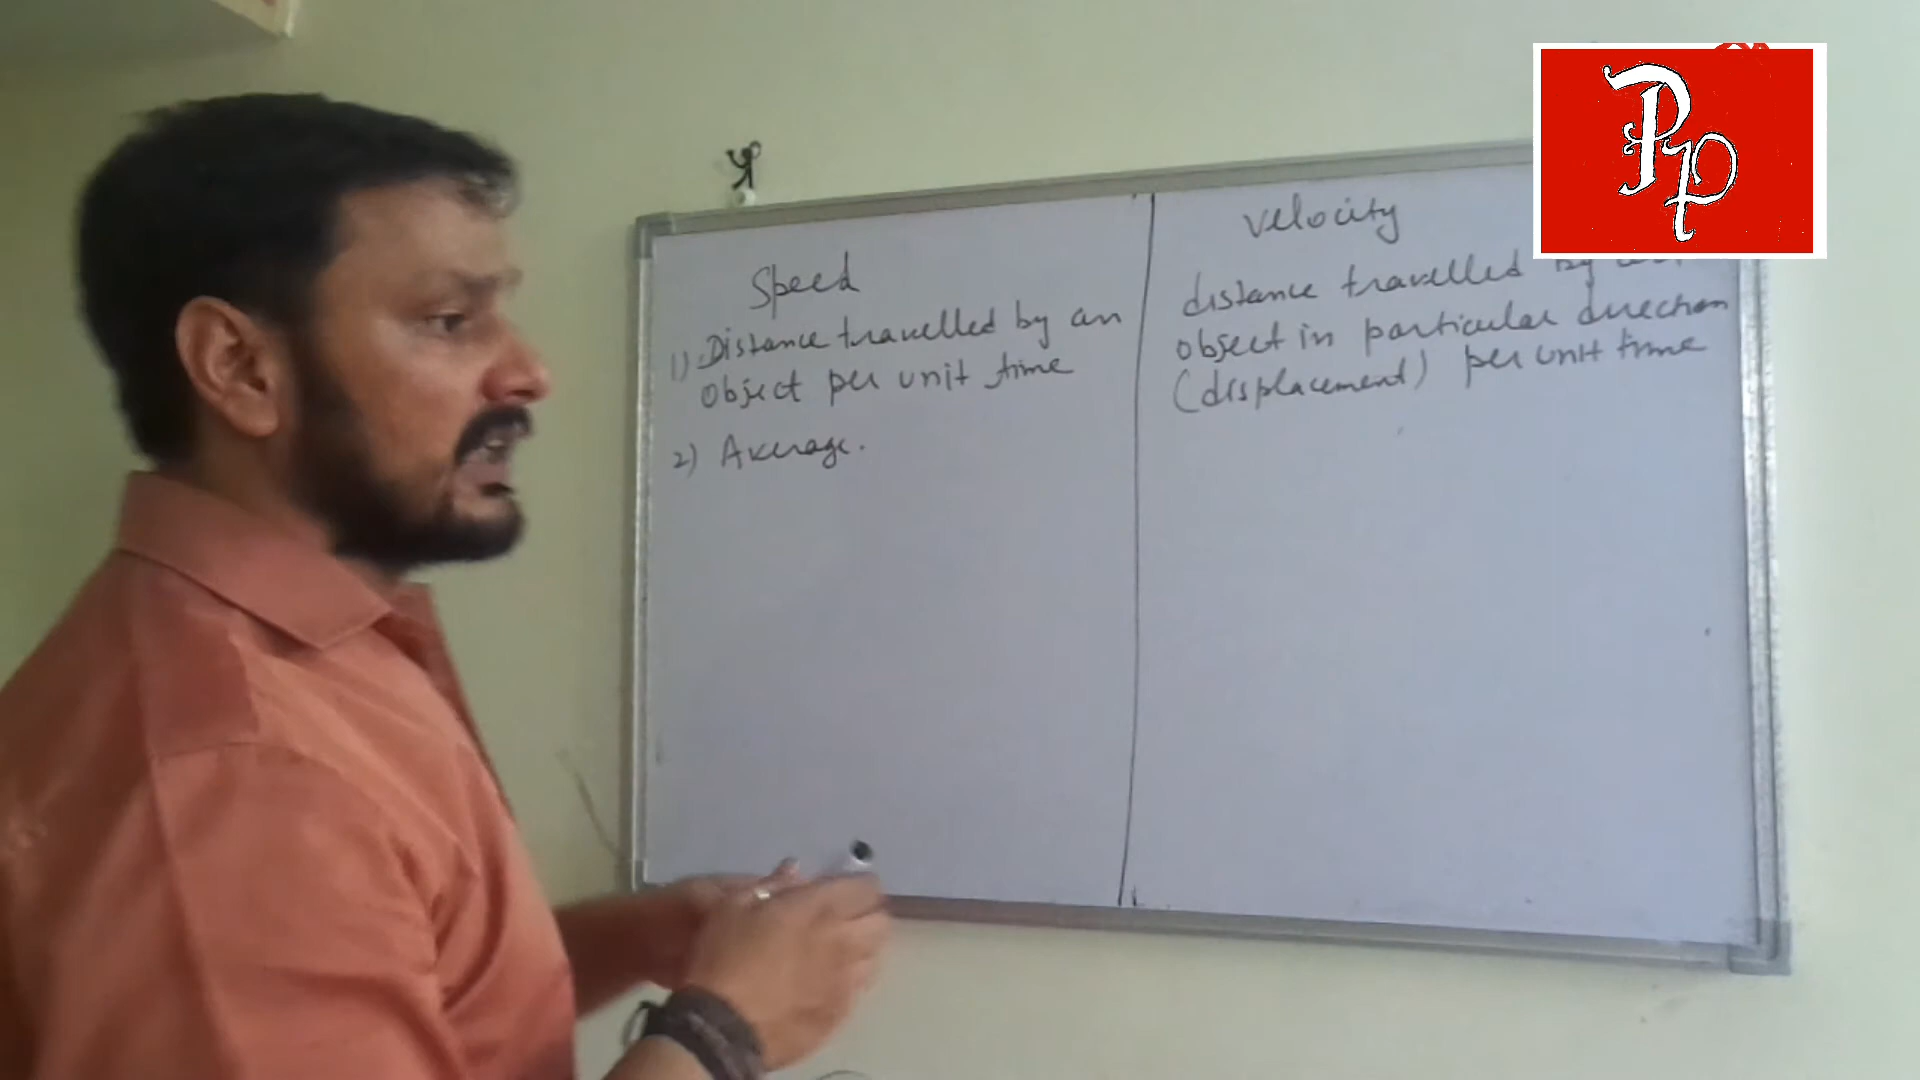 Speed
1) Distance travelled by an
object per unit time
2) Average.
velocity
distance travelled by
object in particular direction
(displacement) per unit time
PP